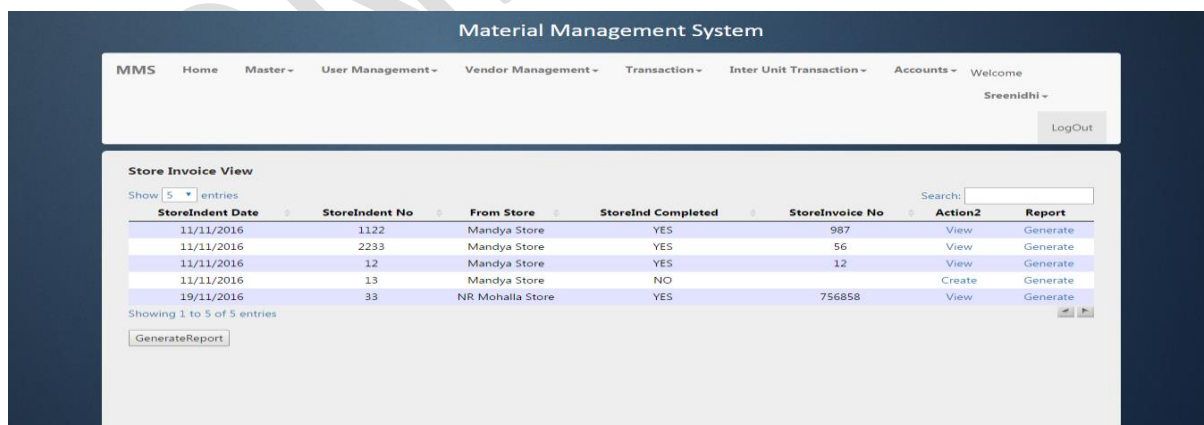 Material Management System
MMS Home Master User Management Vendor Management Transaction Inter Unit Transaction Accounts Welcome
Sreenidhi
LogOut
Store Invoice View
Show 5 entries Search:
StoreIndent Date StoreIndent No From Store StoreInd Completed StoreInvoice No Action2 Report
11/11/2016 1122 Mandya Store YES 987 View Generate
11/11/2016 2233 Mandya Store YES 56 View Generate
11/11/2016 12 Mandya Store YES 12 View Generate
11/11/2016 13 Mandya Store NO Create Generate
19/11/2016 33 NR Mohalla Store YES 756858 View Generate
Showing 1 to 5 of 5 entries
GenerateReport